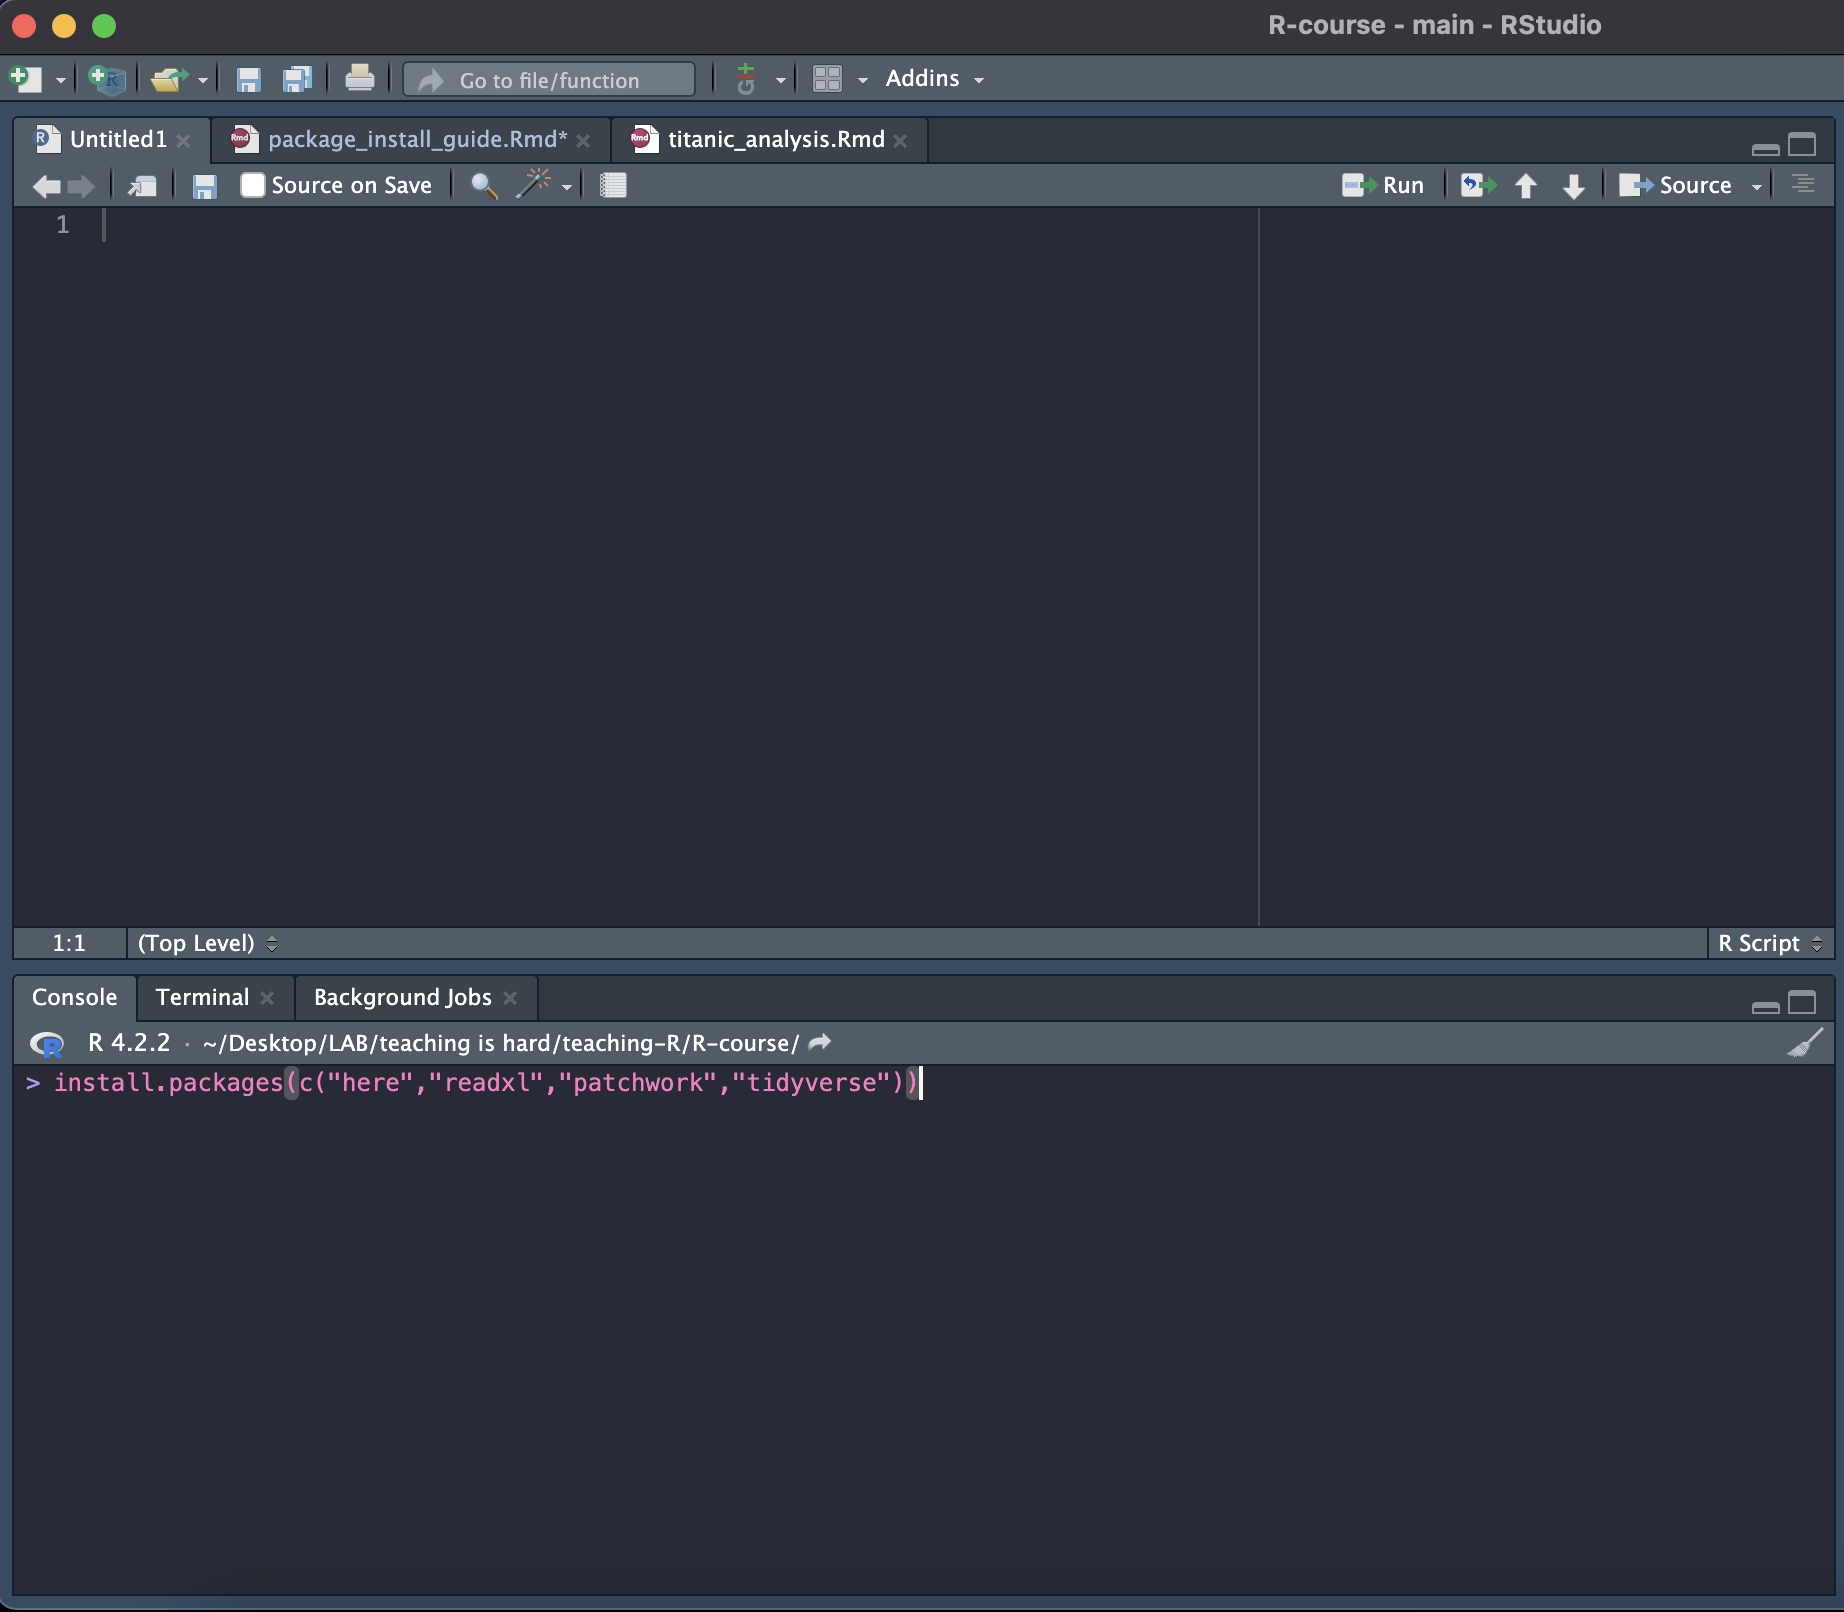 R-course - main - RStudio
Go to file/function
Addins
Untitled1
package_install_guide.Rmd*
titanic_analysis.Rmd
Source on Save
Run
Source
1
1:1
(Top Level)
R Script
Console
Terminal
Background Jobs
R 4.2.2 · ~/Desktop/LAB/teaching is hard/teaching-R/R-course/
> install.packages(c("here","readxl","patchwork","tidyverse"))